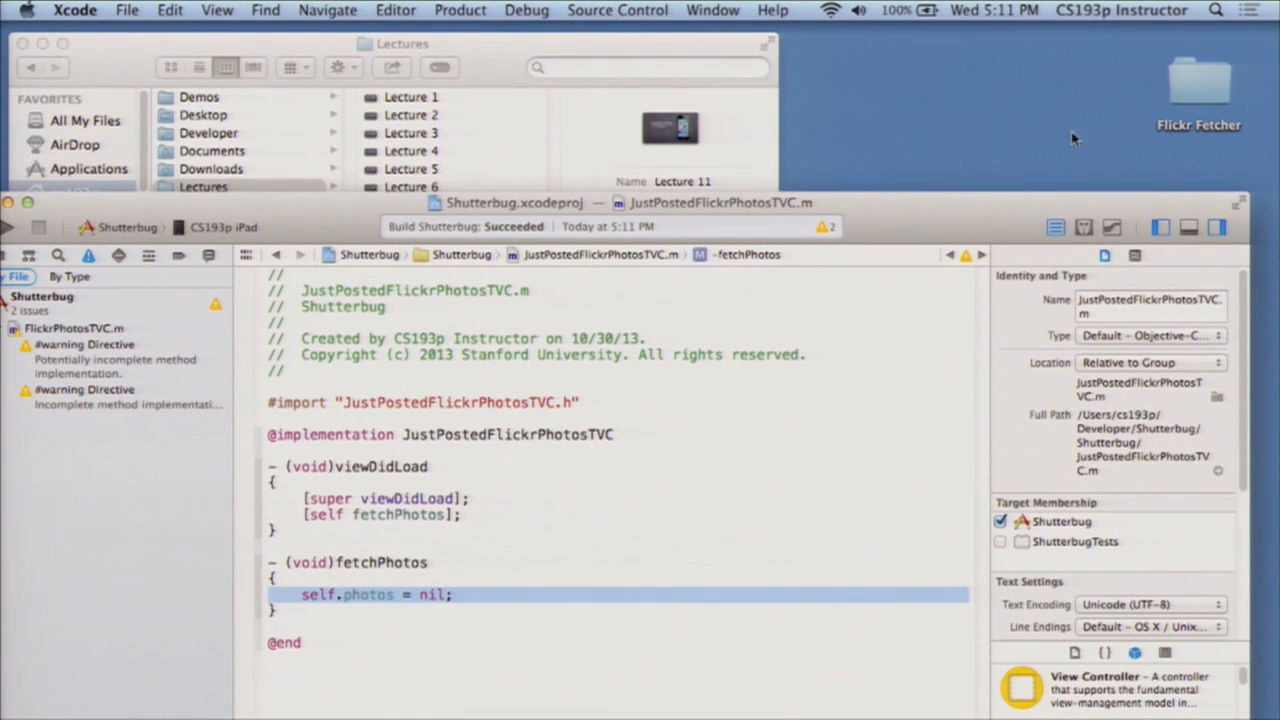 Xcode File Edit View Find Navigate Editor Product Debug Source Control Window Help 100% Wed 5:11 PM CS193p Instructor
Lectures
FAVORITES
All My Files
AirDrop
Applications
Demos
Desktop
Developer
Documents
Downloads
Lectures
Lecture 1
Lecture 2
Lecture 3
Lecture 4
Lecture 5
Lecture 6
Name Lecture 11
Flickr Fetcher
Shutterbug.xcodeproj — JustPostedFlickrPhotosTVC.m
Shutterbug CS193p iPad
Build Shutterbug: Succeeded Today at 5:11 PM 2
Shutterbug Shutterbug JustPostedFlickrPhotosTVC.m M -fetchPhotos
y File By Type
Shutterbug
2 issues
FlickrPhotosTVC.m
#warning Directive
Potentially incomplete method
implementation.
#warning Directive
Incomplete method implementati...
//
// JustPostedFlickrPhotosTVC.m
// Shutterbug
//
// Created by CS193p Instructor on 10/30/13.
// Copyright (c) 2013 Stanford University. All rights reserved.
//
#import "JustPostedFlickrPhotosTVC.h"
@implementation JustPostedFlickrPhotosTVC
- (void)viewDidLoad
{
[super viewDidLoad];
[self fetchPhotos];
}
- (void)fetchPhotos
{
self.photos = nil;
}
@end
Identity and Type
Name JustPostedFlickrPhotosTVC.
m
Type Default - Objective-C...
Location Relative to Group
JustPostedFlickrPhotosT
VC.m
Full Path /Users/cs193p/
Developer/Shutterbug/
Shutterbug/
JustPostedFlickrPhotosTV
C.m
Target Membership
Shutterbug
ShutterbugTests
Text Settings
Text Encoding Unicode (UTF-8)
Line Endings Default - OS X / Unix...
{ }
View Controller - A controller
that supports the fundamental
view-management model in...